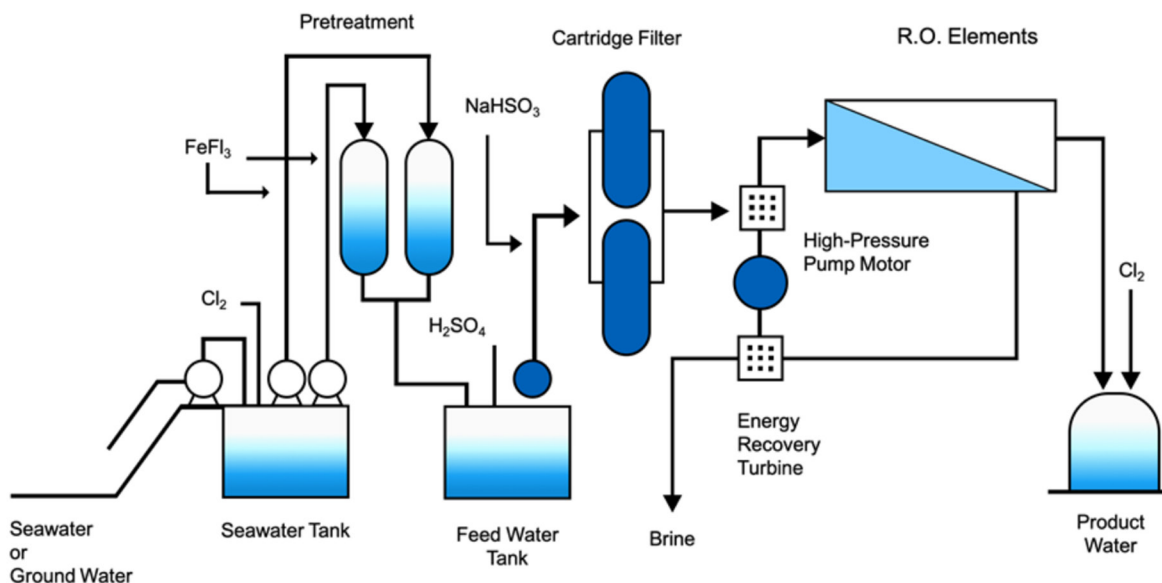 Pretreatment
Cartridge Filter
R.O. Elements
NaHSO₃
FeFl₃
High-Pressure
Pump Motor
Cl₂
Cl₂
H₂SO₄
Energy
Recovery
Turbine
Seawater
or
Ground Water
Seawater Tank
Feed Water
Tank
Brine
Product
Water